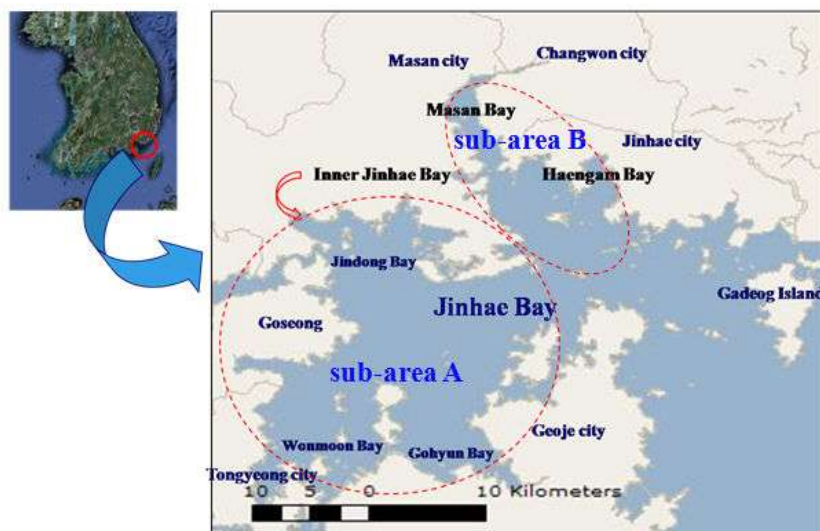 Changwon city
Masan city
Masan Bay
sub-area B
Jinhae city
Inner Jinhae Bay
Haengam Bay
Jindong Bay
Gadeog Island
Jinhae Bay
Goseong
sub-area A
Geoje city
Wonmoon Bay
Gohyun Bay
Tongyeong city
10 5 0 10 Kilometers